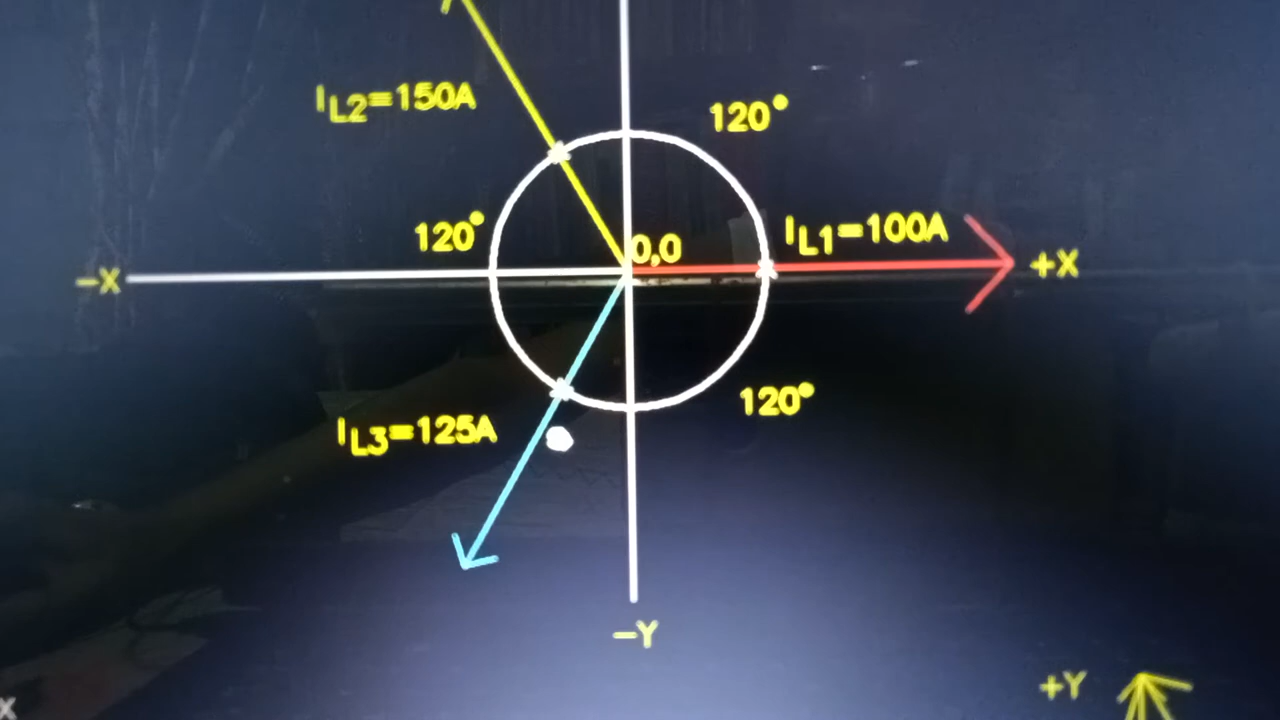 I L2=150A
120°
120°
0,0
I L1=100A
-X
+X
I L3=125A
120°
-Y
+Y
X